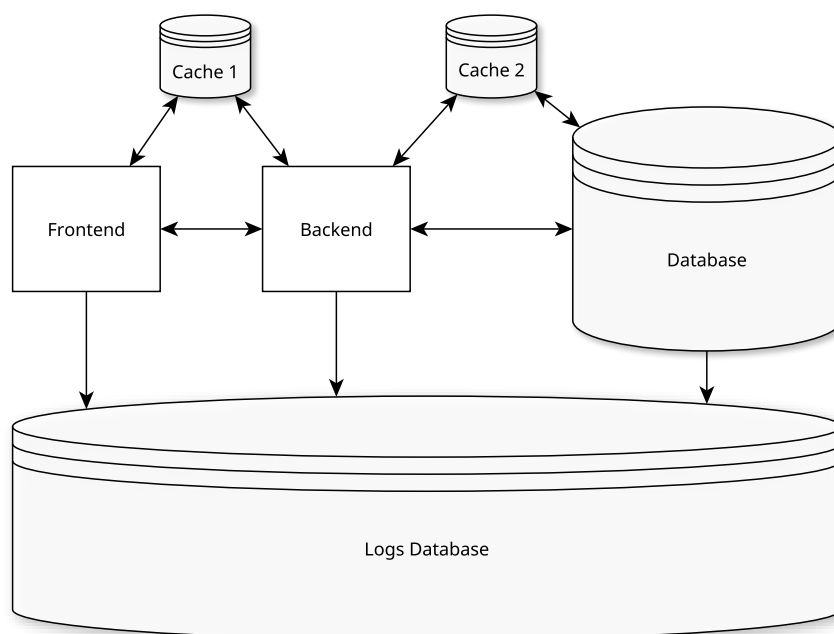 Cache 1
Cache 2
Frontend
Backend
Database
Logs Database